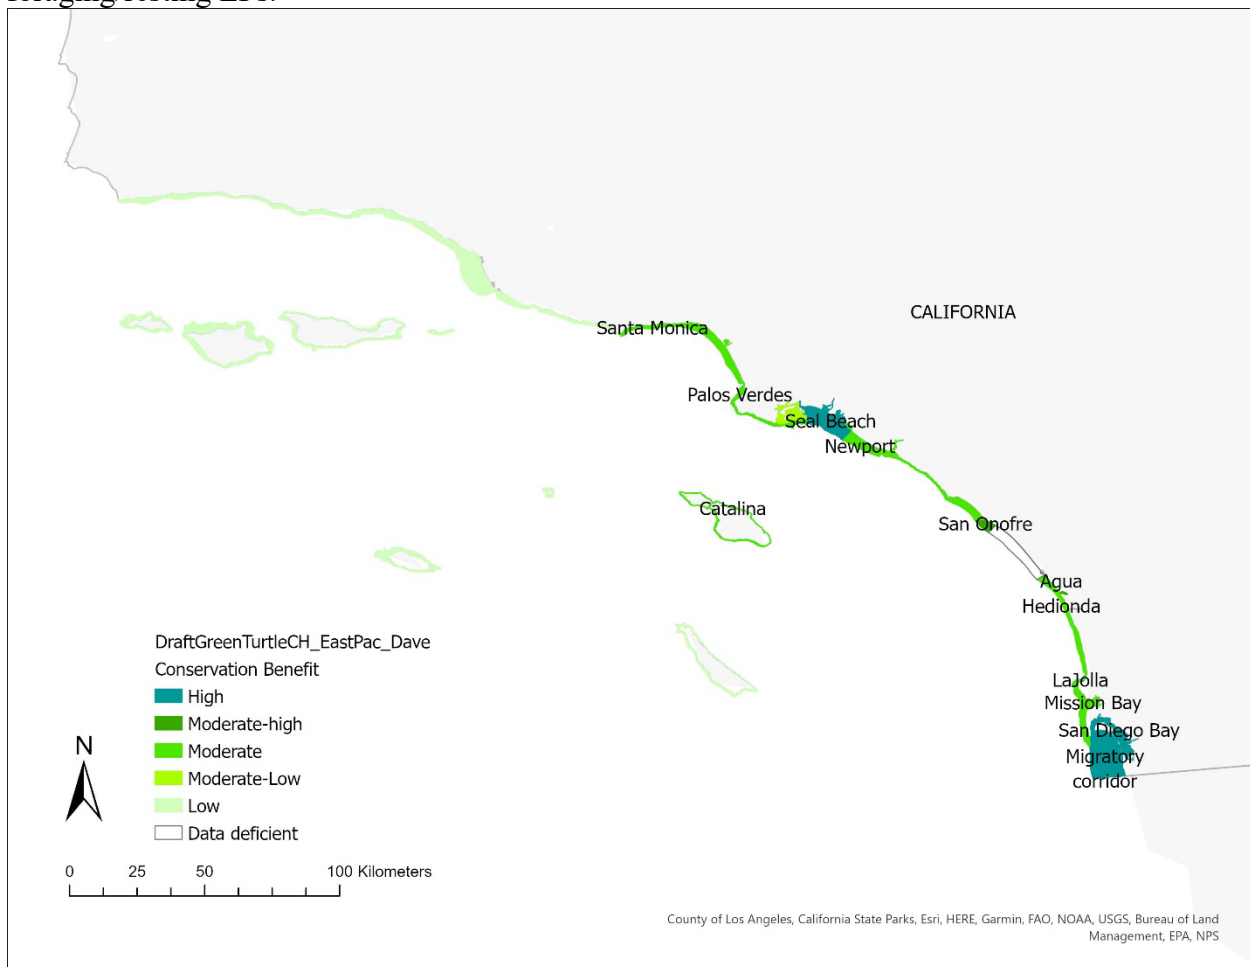 foraging/resting EFs.
CALIFORNIA
Santa Monica
Palos Verdes
Seal Beach
Newport
Catalina
San Onofre
Agua
Hedionda
LaJolla
Mission Bay
San Diego Bay
Migratory
corridor
DraftGreenTurtleCH_EastPac_Dave
Conservation Benefit
High
Moderate-high
Moderate
Moderate-Low
Low
Data deficient
N
0 25 50 100 Kilometers
County of Los Angeles, California State Parks, Esri, HERE, Garmin, FAO, NOAA, USGS, Bureau of Land
Management, EPA, NPS